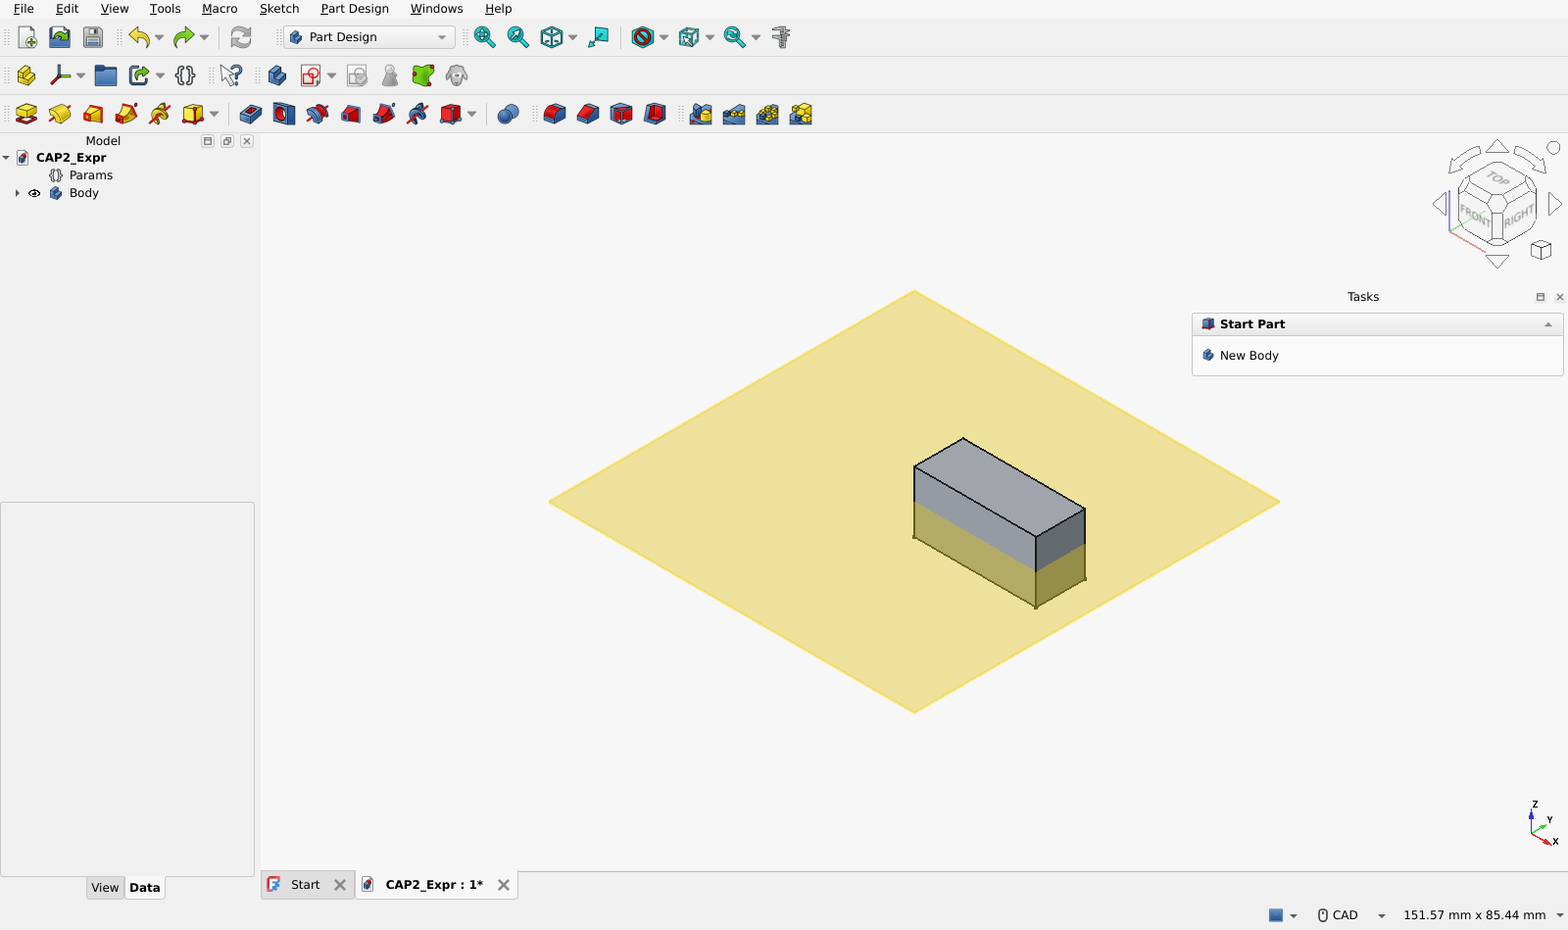 File Edit View Tools Macro Sketch Part Design Windows Help
Part Design
Model
CAP2_Expr
Params
Body
TOP
FRONT
RIGHT
Tasks
Start Part
New Body
Z
Y
X
View Data
Start
CAP2_Expr : 1*
CAD
151.57 mm x 85.44 mm